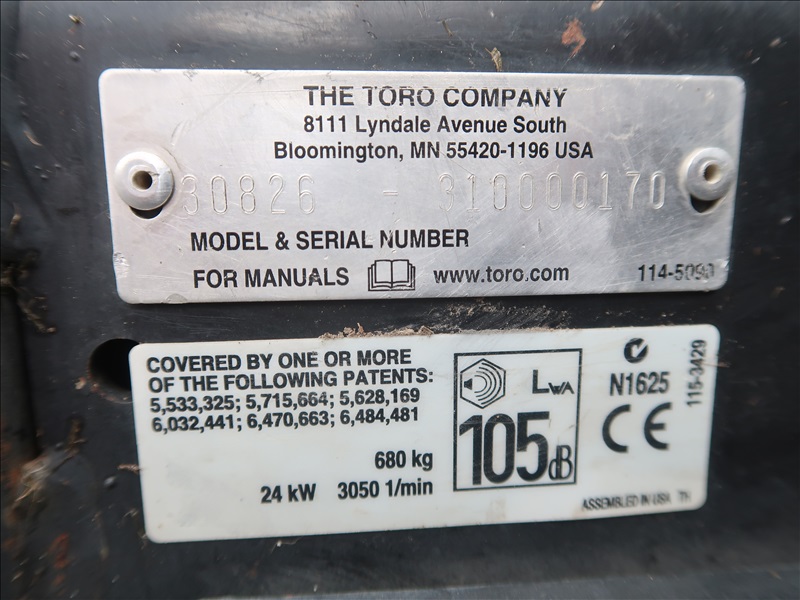 THE TORO COMPANY
8111 Lyndale Avenue South
Bloomington, MN 55420-1196 USA
30826 - 310000170
MODEL & SERIAL NUMBER
FOR MANUALS www.toro.com 114-5090
COVERED BY ONE OR MORE
OF THE FOLLOWING PATENTS:
5,533,325; 5,715,664; 5,628,169
6,032,441; 6,470,663; 6,484,481
680 kg
24 kW 3050 1/min
LWA
105dB
N1625
CE
115-3429
ASSEMBLED IN USA TH